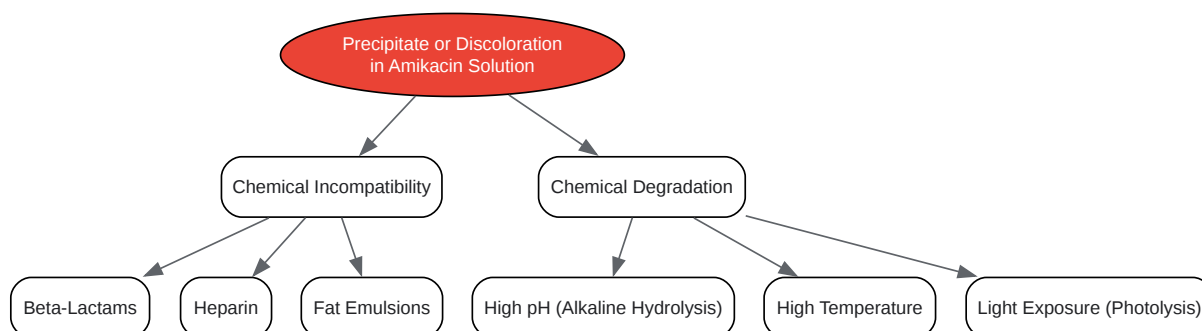 Precipitate or Discoloration
in Amikacin Solution
Chemical Incompatibility
Chemical Degradation
Beta-Lactams
Heparin
Fat Emulsions
High pH (Alkaline Hydrolysis)
High Temperature
Light Exposure (Photolysis)